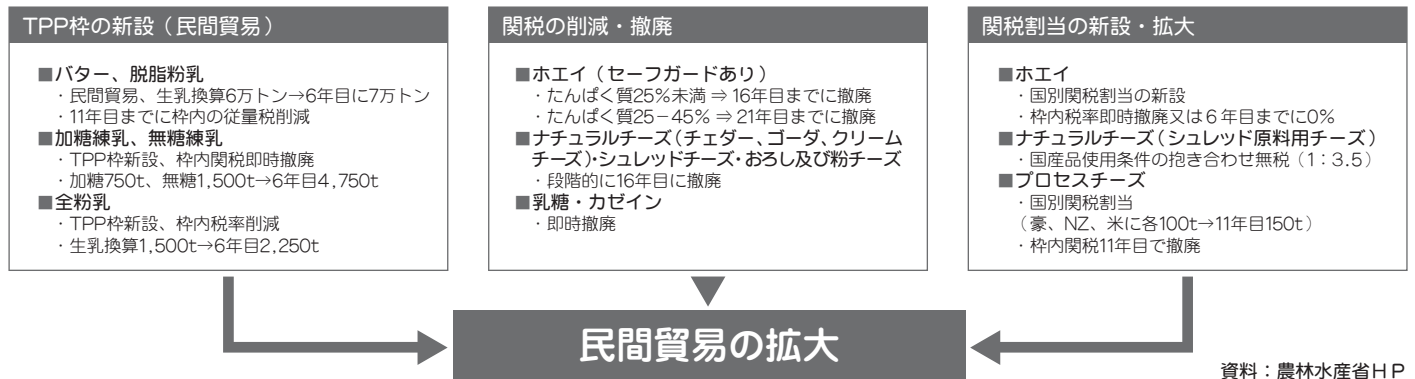 TPP枠の新設（民間貿易）
■バター、脱脂粉乳
・民間貿易、生乳換算6万トン→6年目に7万トン
・11年目までに枠内の従量税削減
■加糖練乳、無糖練乳
・TPP枠新設、枠内関税即時撤廃
・加糖750t、無糖1,500t→6年目4,750t
■全粉乳
・TPP枠新設、枠内税率削減
・生乳換算1,500t→6年目2,250t
関税の削減・撤廃
■ホエイ（セーフガードあり）
・たんぱく質25%未満 ⇒ 16年目までに撤廃
・たんぱく質25－45% ⇒ 21年目までに撤廃
■ナチュラルチーズ（チェダー、ゴーダ、クリーム
チーズ）・シュレッドチーズ・おろし及び粉チーズ
・段階的に16年目に撤廃
■乳糖・カゼイン
・即時撤廃
関税割当の新設・拡大
■ホエイ
・国別関税割当の新設
・枠内税率即時撤廃又は６年目までに0%
■ナチュラルチーズ（シュレッド原料用チーズ）
・国産品使用条件の抱き合わせ無税（1：3.5）
■プロセスチーズ
・国別関税割当
（豪、NZ、米に各100t→11年目150t）
・枠内関税11年目で撤廃
民間貿易の拡大
資料：農林水産省ＨＰ